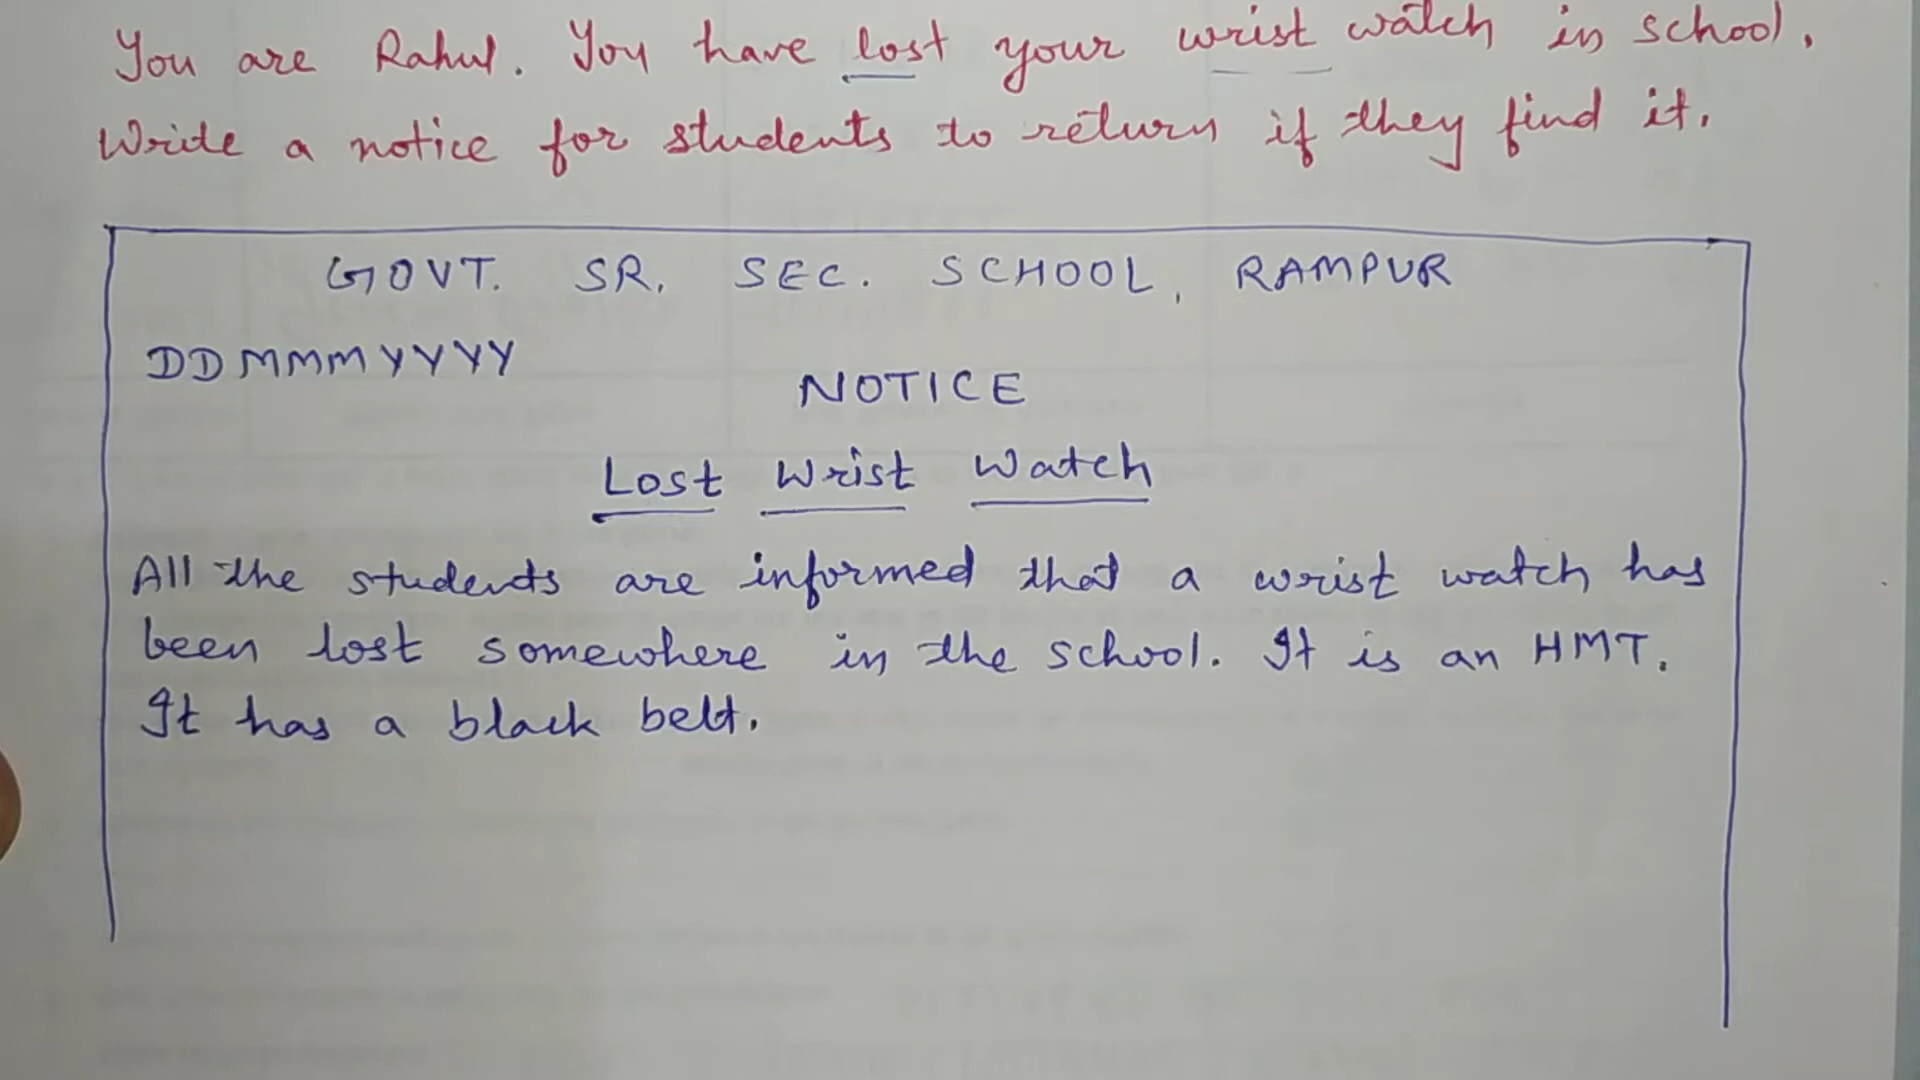 You are Rahul. You have lost your wrist watch in school.
Write a notice for students to return if they find it.
GOVT. SR. SEC. SCHOOL, RAMPUR
DDMMMYYYY
NOTICE
Lost Wrist Watch
All the students are informed that a wrist watch has
been lost somewhere in the school. It is an HMT.
It has a black belt.